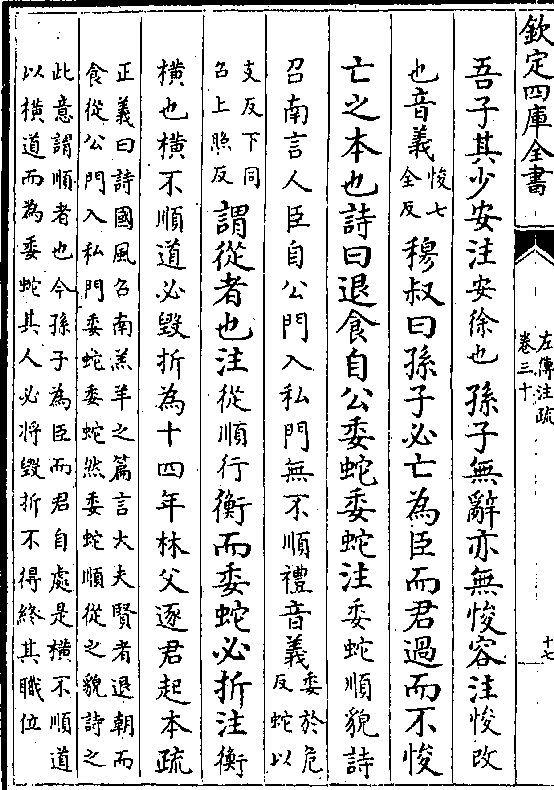 欽定四庫全書
左傳注疏
卷三十
十七
吾子其少安注安徐也孫子無辭亦無悛容注悛改
也音義悛七全反穆叔曰孫子必亡為臣而君過而不悛
亡之本也詩曰退食自公委蛇委蛇注委蛇順貌詩
召南言人臣自公門入私門無不順禮音義委於危反蛇以
支反下同召上照反謂從者也注從順行衡而委蛇必折注衡
橫也橫不順道必毀折為十四年林父逐君起本疏
正義曰詩國風召南羔羊之篇言大夫賢者退朝而
食從公門入私門委蛇委蛇然委蛇順從之貌詩之
此意謂順者也今孫子為臣而君自處是橫不順道
以橫道而為委蛇其人必將毀折不得終其職位